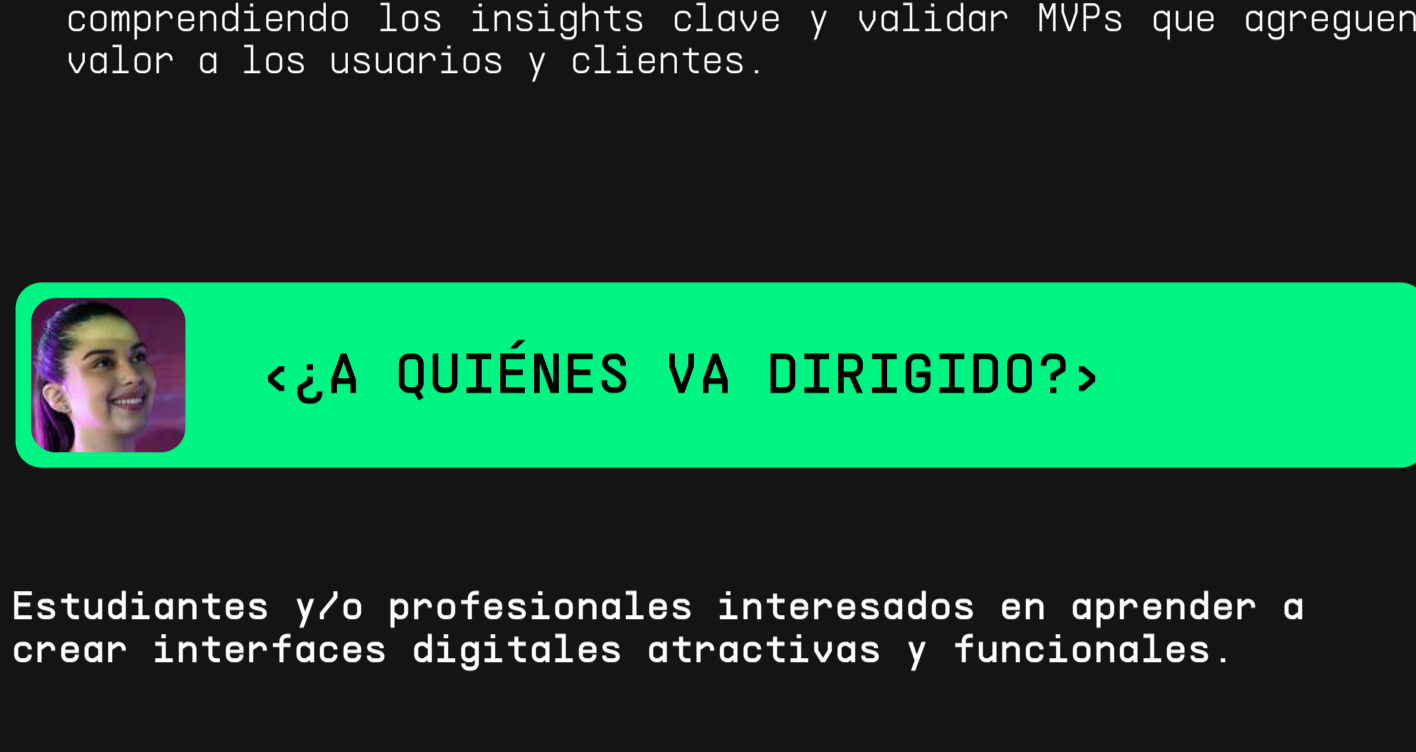 comprendiendo los insights clave y validar MVPs que agreguen
valor a los usuarios y clientes.
<¿A QUIÉNES VA DIRIGIDO?>
Estudiantes y/o profesionales interesados en aprender a
crear interfaces digitales atractivas y funcionales.